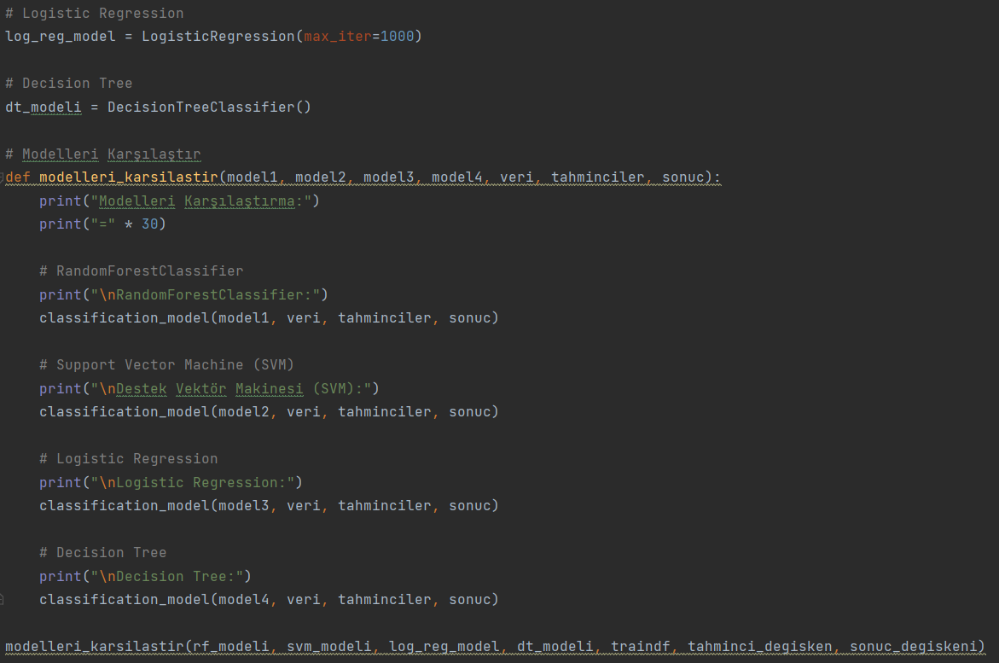 # Logistic Regression
log_reg_model = LogisticRegression(max_iter=1000)
# Decision Tree
dt_modeli = DecisionTreeClassifier()
# Modelleri Karşılaştır
def modelleri_karsilastir(model1, model2, model3, model4, veri, tahminciler, sonuc):
    print("Modelleri Karşılaştırma:")
    print("=" * 30)
    # RandomForestClassifier
    print("\nRandomForestClassifier:")
    classification_model(model1, veri, tahminciler, sonuc)
    # Support Vector Machine (SVM)
    print("\nDestek Vektör Makinesi (SVM):")
    classification_model(model2, veri, tahminciler, sonuc)
    # Logistic Regression
    print("\nLogistic Regression:")
    classification_model(model3, veri, tahminciler, sonuc)
    # Decision Tree
    print("\nDecision Tree:")
    classification_model(model4, veri, tahminciler, sonuc)
modelleri_karsilastir(rf_modeli, svm_modeli, log_reg_model, dt_modeli, traindf, tahminci_degisken, sonuc_degiskeni)